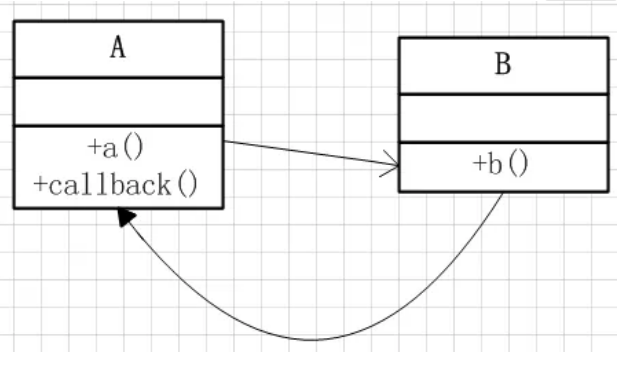 A
+a()
+callback()
B
+b()